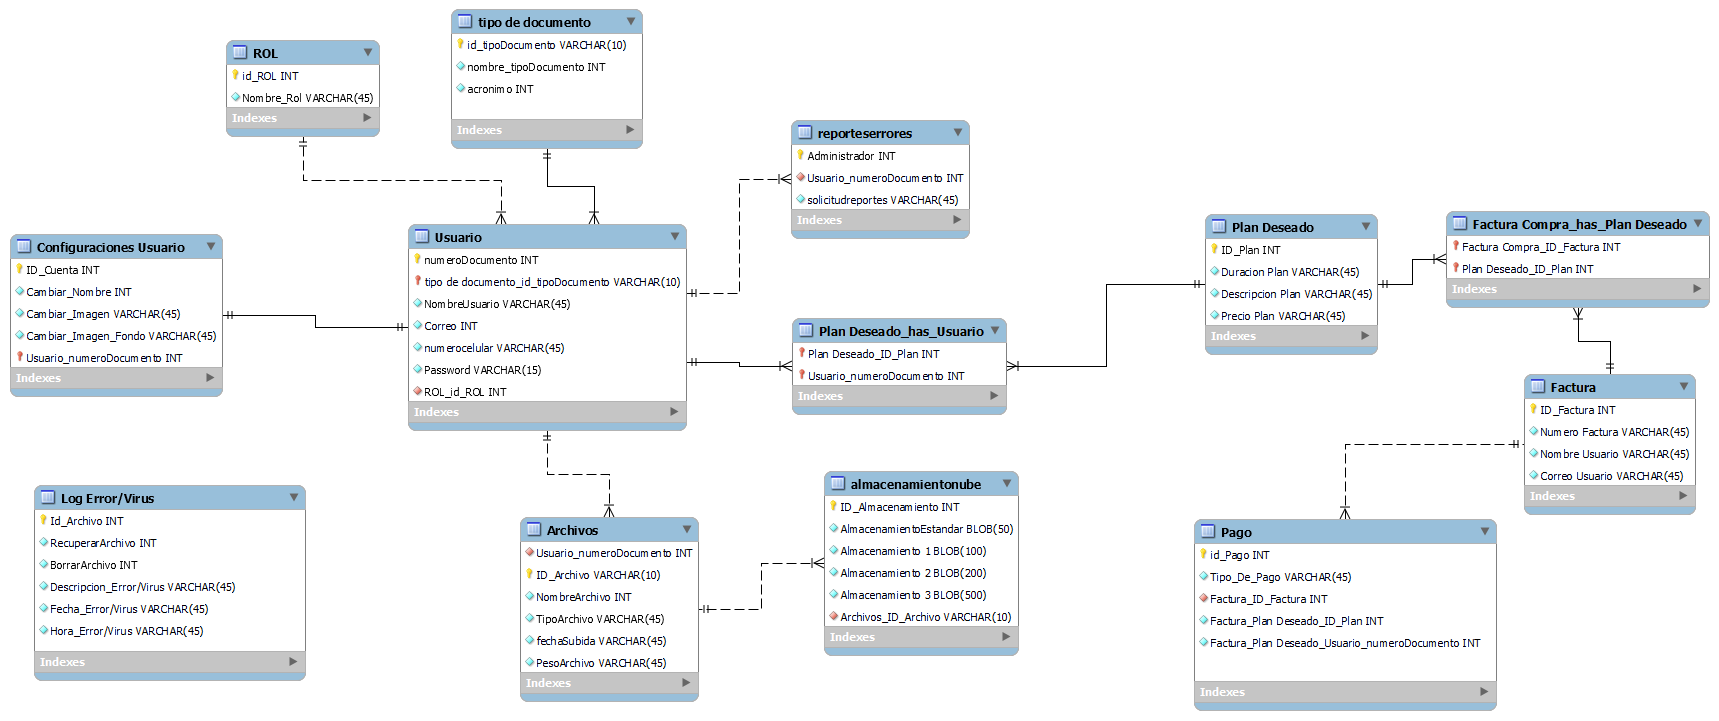 tipo de documento
id_tipoDocumento VARCHAR(10)
nombre_tipoDocumento INT
acronimo INT
Indexes
ROL
id_ROL INT
Nombre_Rol VARCHAR(45)
Indexes
reporteserrores
Administrador INT
Usuario_numeroDocumento INT
solicitudreportes VARCHAR(45)
Indexes
Configuraciones Usuario
ID_Cuenta INT
Cambiar_Nombre INT
Cambiar_Imagen VARCHAR(45)
Cambiar_Imagen_Fondo VARCHAR(45)
Usuario_numeroDocumento INT
Indexes
Usuario
numeroDocumento INT
tipo de documento_id_tipoDocumento VARCHAR(10)
NombreUsuario VARCHAR(45)
Correo INT
numerocelular VARCHAR(45)
Password VARCHAR(15)
ROL_id_ROL INT
Indexes
Plan Deseado_has_Usuario
Plan Deseado_ID_Plan INT
Usuario_numeroDocumento INT
Indexes
Plan Deseado
ID_Plan INT
Duracion Plan VARCHAR(45)
Descripcion Plan VARCHAR(45)
Precio Plan VARCHAR(45)
Indexes
Factura Compra_has_Plan Deseado
Factura Compra_ID_Factura INT
Plan Deseado_ID_Plan INT
Indexes
Factura
ID_Factura INT
Numero Factura VARCHAR(45)
Nombre Usuario VARCHAR(45)
Correo Usuario VARCHAR(45)
Indexes
Log Error/Virus
Id_Archivo INT
RecuperarArchivo INT
BorrarArchivo INT
Descripcion_Error/Virus VARCHAR(45)
Fecha_Error/Virus VARCHAR(45)
Hora_Error/Virus VARCHAR(45)
Indexes
Archivos
Usuario_numeroDocumento INT
ID_Archivo VARCHAR(10)
NombreArchivo INT
TipoArchivo VARCHAR(45)
fechaSubida VARCHAR(45)
PesoArchivo VARCHAR(45)
Indexes
almacenamientonube
ID_Almacenamiento INT
AlmacenamientoEstandar BLOB(50)
Almacenamiento 1 BLOB(100)
Almacenamiento 2 BLOB(200)
Almacenamiento 3 BLOB(500)
Archivos_ID_Archivo VARCHAR(10)
Indexes
Pago
id_Pago INT
Tipo_De_Pago VARCHAR(45)
Factura_ID_Factura INT
Factura_Plan Deseado_ID_Plan INT
Factura_Plan Deseado_Usuario_numeroDocumento INT
Indexes